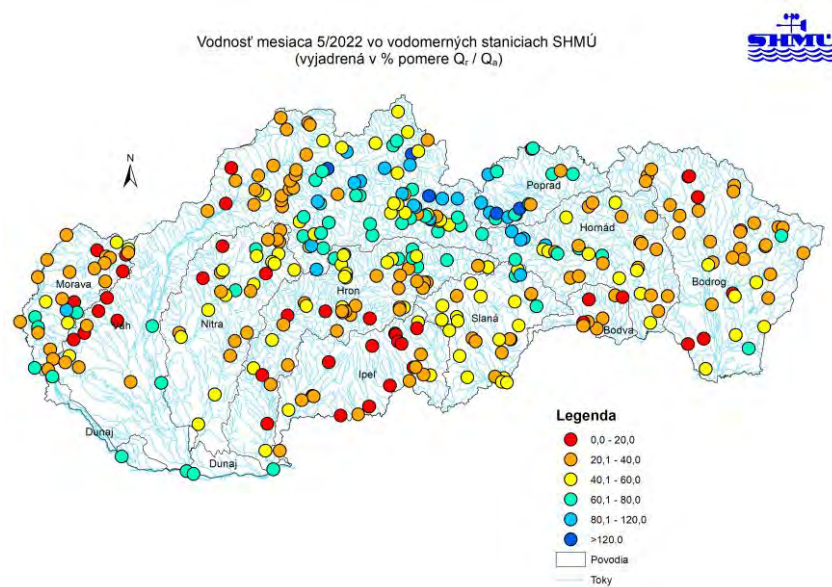 SHMÚ
Vodnosť mesiaca 5/2022 vo vodomerných staniciach SHMÚ
(vyjadrená v % pomere Qr / Qa)
N
Poprad
Hornád
Morava
Bodrog
Hron
Váh
Nitra
Slaná
Bodva
Ipeľ
Dunaj
Dunaj
Legenda
0,0 - 20,0
20,1 - 40,0
40,1 - 60,0
60,1 - 80,0
80,1 - 120,0
>120.0
Povodia
Toky